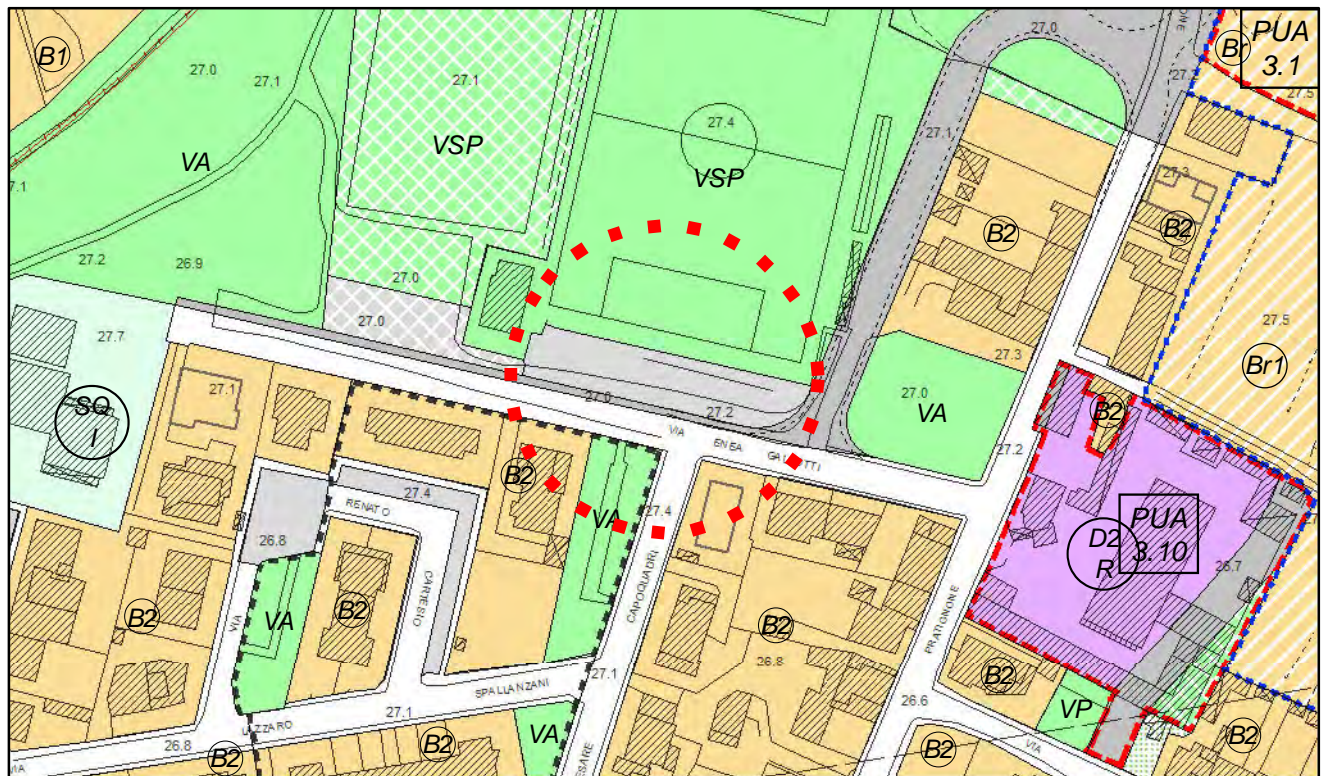 B1
27.0
27.1
27.1
27.4
27.0
27.1
27.2
Br
PUA
3.1
27.5
VA
VSP
VSP
7.1
27.2
26.9
27.0
27.0
B2
27.3
B2
27.5
Br1
27.7
SQ
I
27.1
27.0
27.2
27.3
27.0
VA
B2
VIA ENEA GALLOTTI
27.2
B2
27.4
RENATO
CARTESIO
26.8
VA
27.4
CAPOQUADRI
PUA
3.10
D2
R
26.7
B2
VIA
VA
B2
B2
26.8
PRATONONE
B2
26.6
VP
SPALLANZANI
27.1
27.1
LAZZARO
26.8
B2
B2
VA
ESARE
B2
B2
VIA
VIA